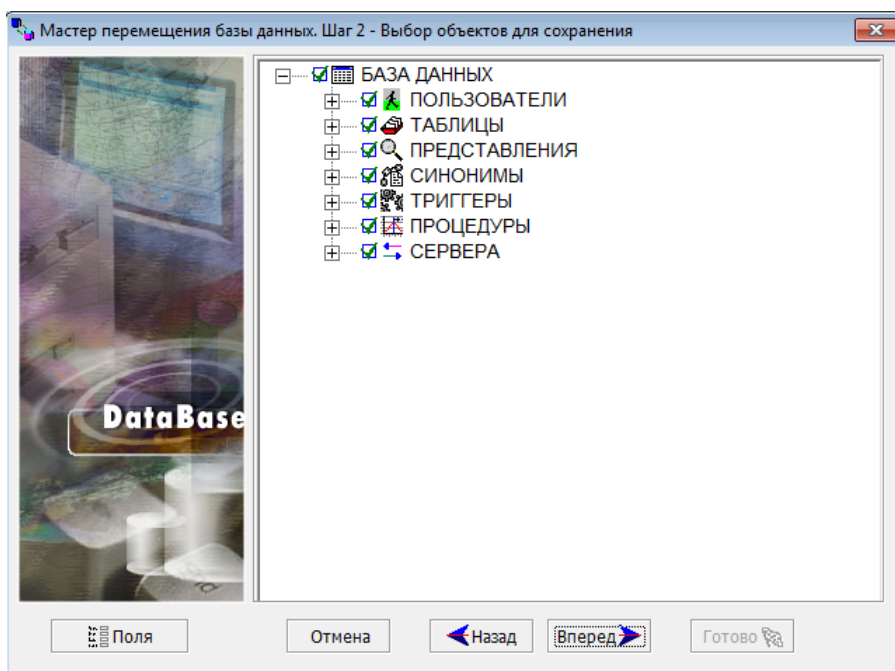 Мастер перемещения базы данных. Шаг 2 - Выбор объектов для сохранения
БАЗА ДАННЫХ
ПОЛЬЗОВАТЕЛИ
ТАБЛИЦЫ
ПРЕДСТАВЛЕНИЯ
СИНОНИМЫ
ТРИГГЕРЫ
ПРОЦЕДУРЫ
СЕРВЕРА
DataBase
Поля
Отмена
Назад
Вперед
Готово